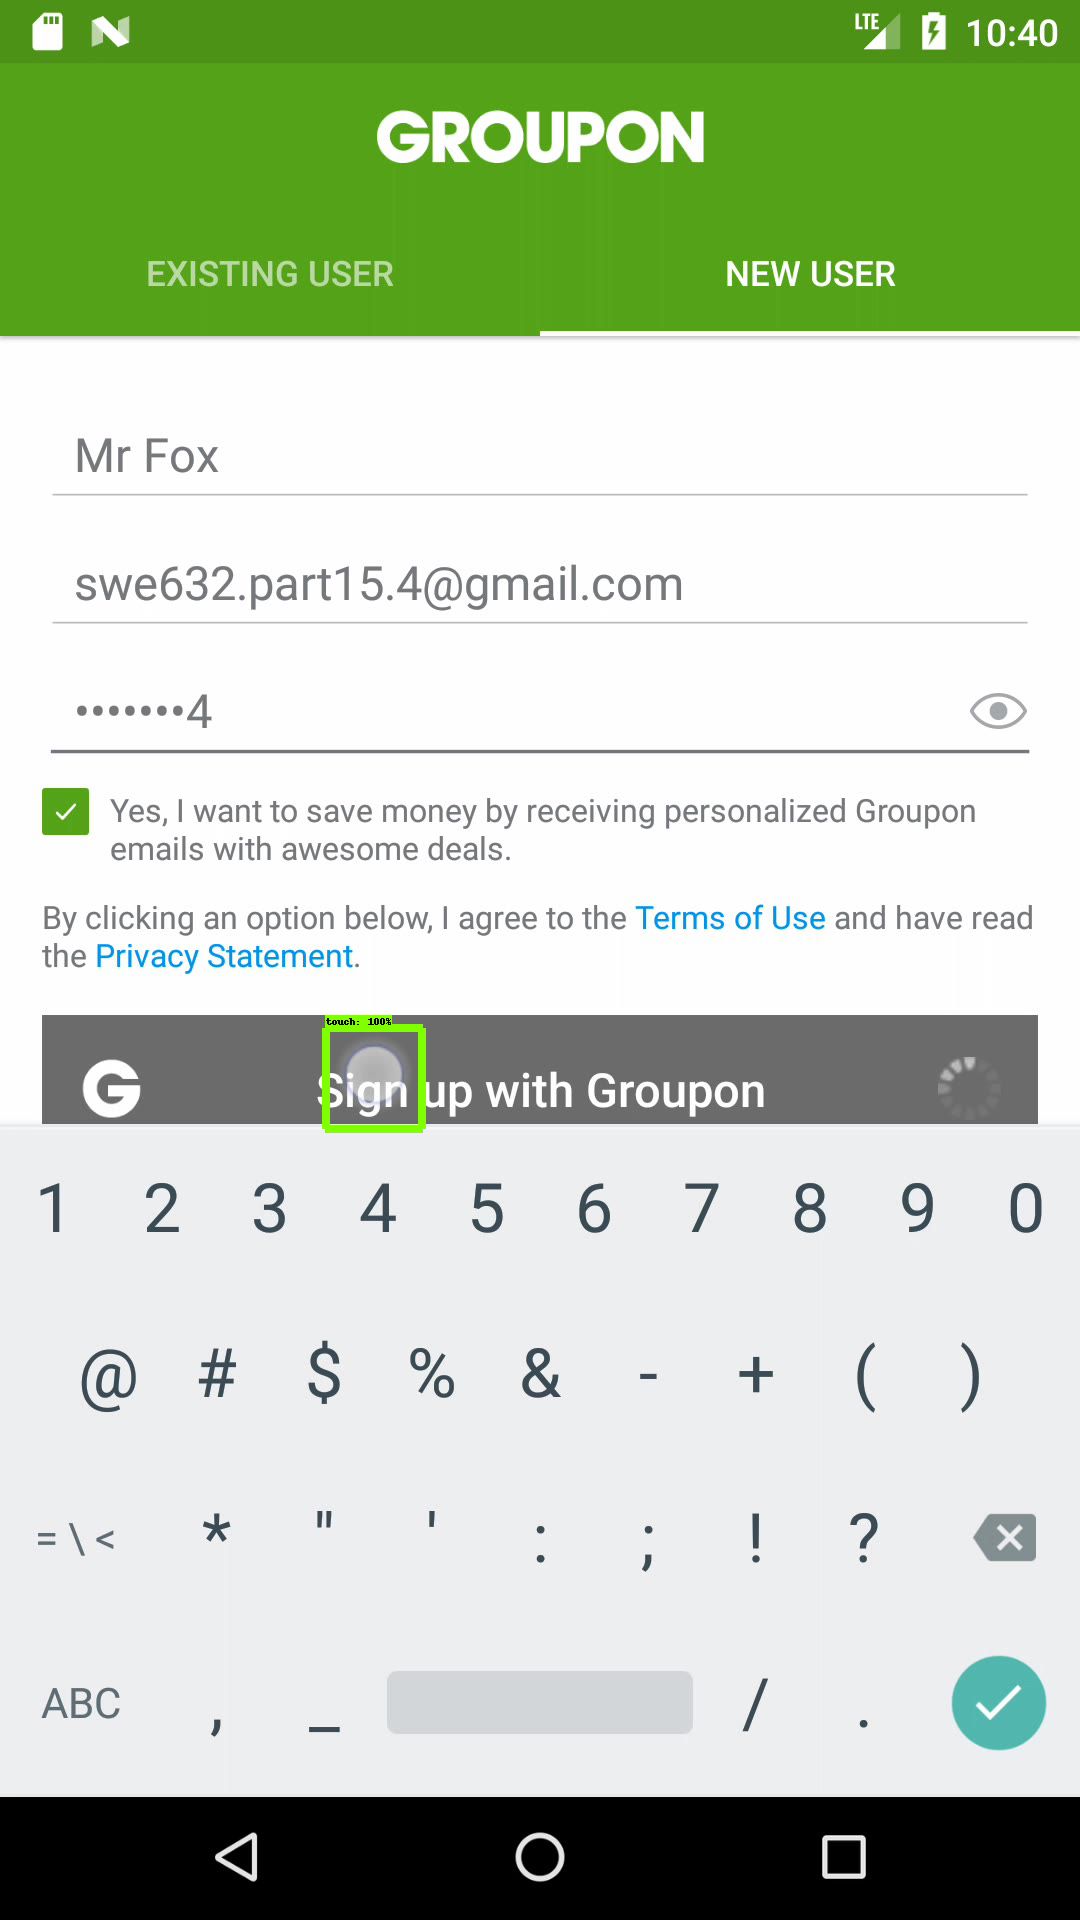 LTE 10:40
GROUPON
EXISTING USER NEW USER
Mr Fox
swe632.part15.4@gmail.com
•••••••4
Yes, I want to save money by receiving personalized Groupon
emails with awesome deals.
By clicking an option below, I agree to the Terms of Use and have read
the Privacy Statement.
touch: 100%
G Sign up with Groupon
1 2 3 4 5 6 7 8 9 0
@ # $ % & - + ( )
= \ < * " ' : ; ! ?
ABC , _ / .